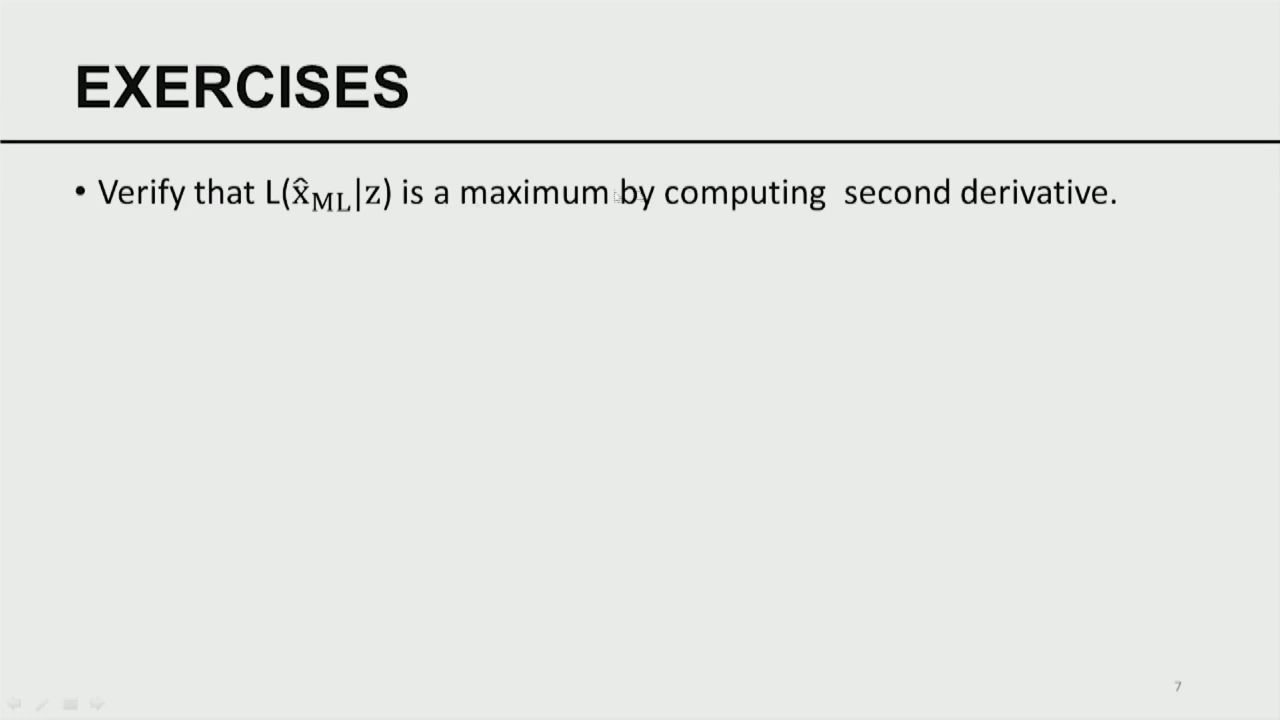 EXERCISES
• Verify that L(x̂ML|z) is a maximum by computing  second derivative.
7